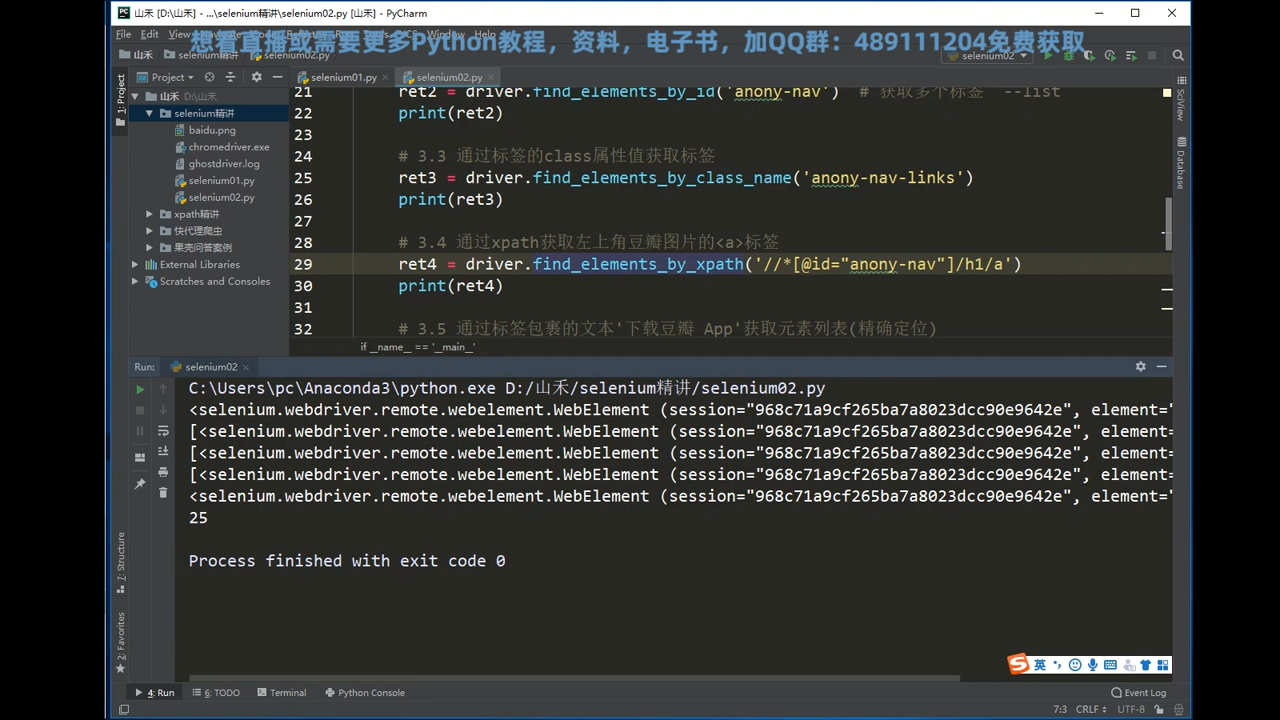 山禾 [D:\山禾] - ...\selenium精讲\selenium02.py [山禾] - PyCharm
File Edit View Window Help
想看直播或需要更多Python教程，资料，电子书，加QQ群：489111204免费获取
山禾 selenium精讲 selenium02.py selenium02
Project selenium01.py selenium02.py
1: Project
山禾 D:\山禾
selenium精讲
baidu.png
chromedriver.exe
ghostdriver.log
selenium01.py
selenium02.py
xpath精讲
快代理爬虫
果壳问答案例
External Libraries
Scratches and Consoles
21 ret2 = driver.find_elements_by_id('anony-nav') # 获取多个标签 --list
22 print(ret2)
23
24 # 3.3 通过标签的class属性值获取标签
25 ret3 = driver.find_elements_by_class_name('anony-nav-links')
26 print(ret3)
27
28 # 3.4 通过xpath获取左上角豆瓣图片的<a>标签
29 ret4 = driver.find_elements_by_xpath('//*[@id="anony-nav"]/h1/a')
30 print(ret4)
31
32 # 3.5 通过标签包裹的文本'下载豆瓣 App'获取元素列表(精确定位)
if __name__ == '__main__'
SciView
Database
Run: selenium02
C:\Users\pc\Anaconda3\python.exe D:/山禾/selenium精讲/selenium02.py
<selenium.webdriver.remote.webelement.WebElement (session="968c71a9cf265ba7a8023dcc90e9642e", element="
[<selenium.webdriver.remote.webelement.WebElement (session="968c71a9cf265ba7a8023dcc90e9642e", element=
[<selenium.webdriver.remote.webelement.WebElement (session="968c71a9cf265ba7a8023dcc90e9642e", element=
[<selenium.webdriver.remote.webelement.WebElement (session="968c71a9cf265ba7a8023dcc90e9642e", element=
<selenium.webdriver.remote.webelement.WebElement (session="968c71a9cf265ba7a8023dcc90e9642e", element="
25
Process finished with exit code 0
7: Structure
2: Favorites
英
4: Run 6: TODO Terminal Python Console Event Log
7:3 CRLF UTF-8